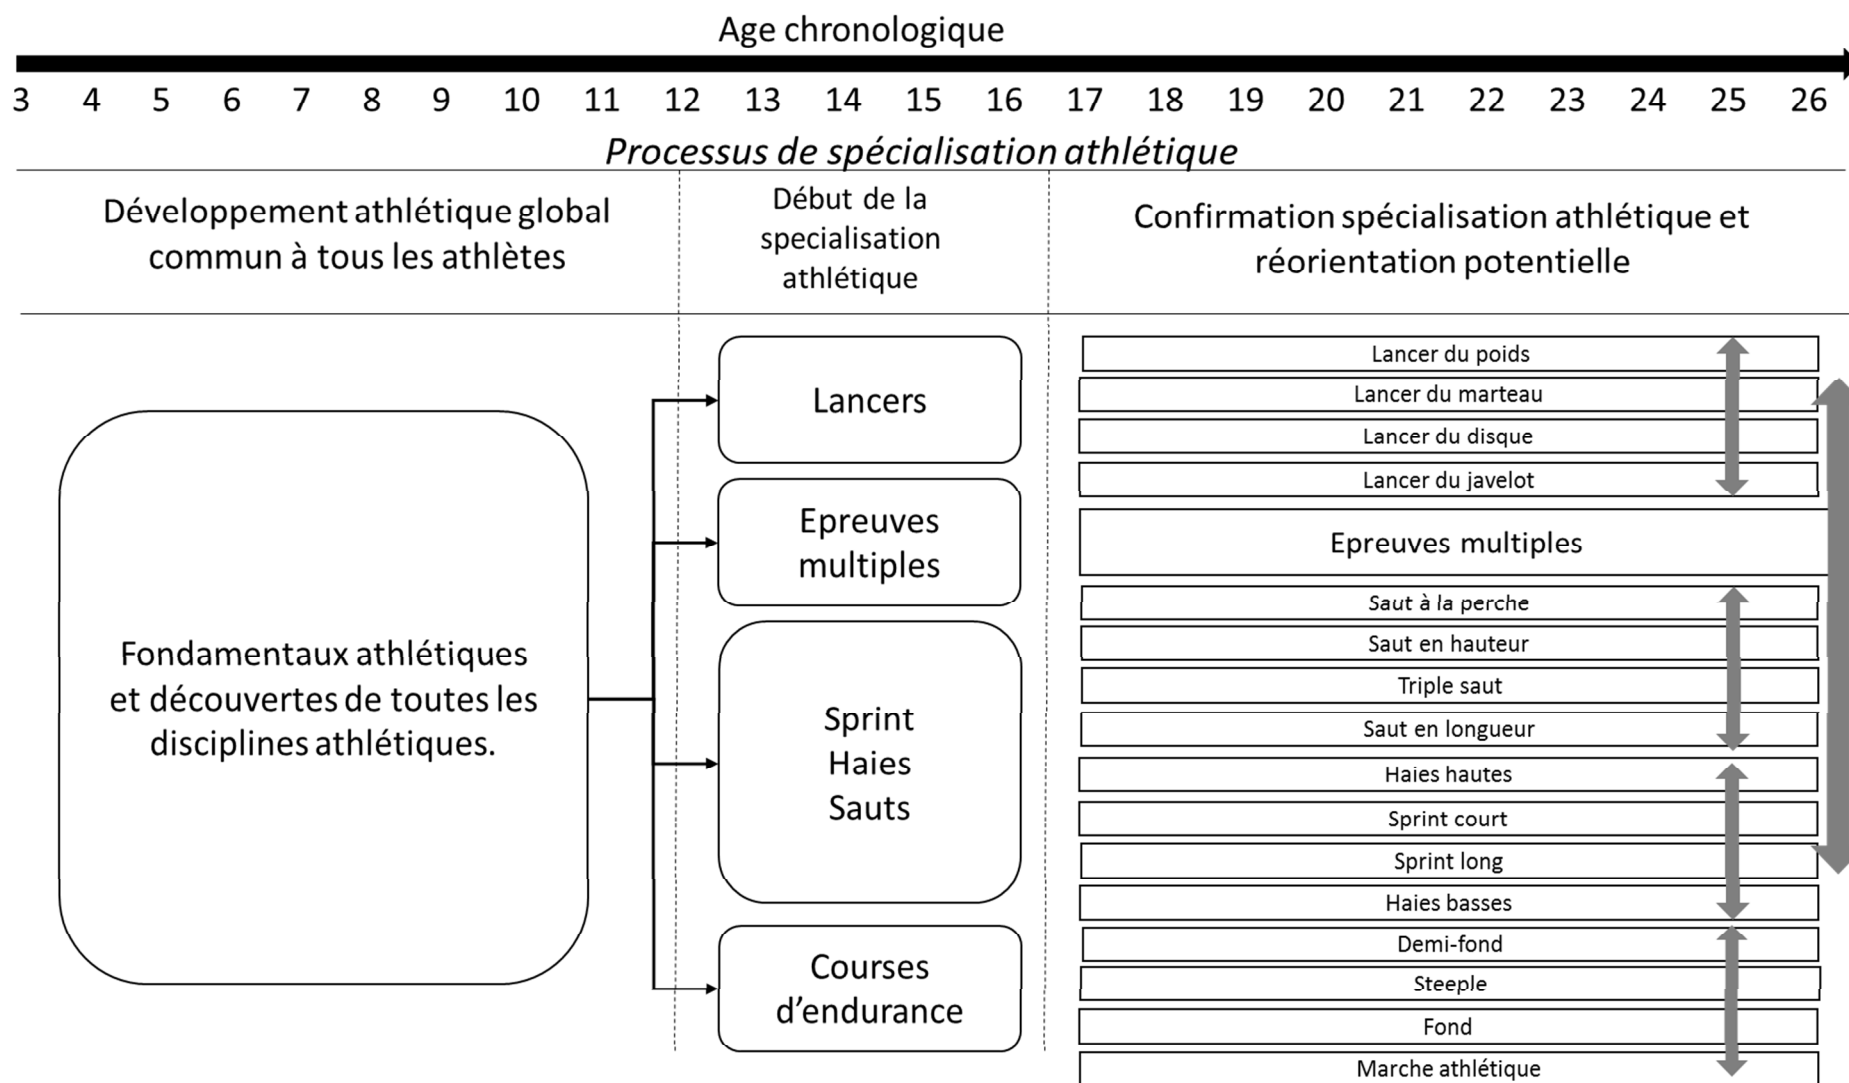 Age chronologique
3 4 5 6 7 8 9 10 11 12 13 14 15 16 17 18 19 20 21 22 23 24 25 26
Processus de spécialisation athlétique
Développement athlétique global
commun à tous les athlètes
Début de la
specialisation
athlétique
Confirmation spécialisation athlétique et
réorientation potentielle
Fondamentaux athlétiques
et découvertes de toutes les
disciplines athlétiques.
Lancers
Epreuves
multiples
Sprint
Haies
Sauts
Courses
d'endurance
Lancer du poids
Lancer du marteau
Lancer du disque
Lancer du javelot
Epreuves multiples
Saut à la perche
Saut en hauteur
Triple saut
Saut en longueur
Haies hautes
Sprint court
Sprint long
Haies basses
Demi-fond
Steeple
Fond
Marche athlétique